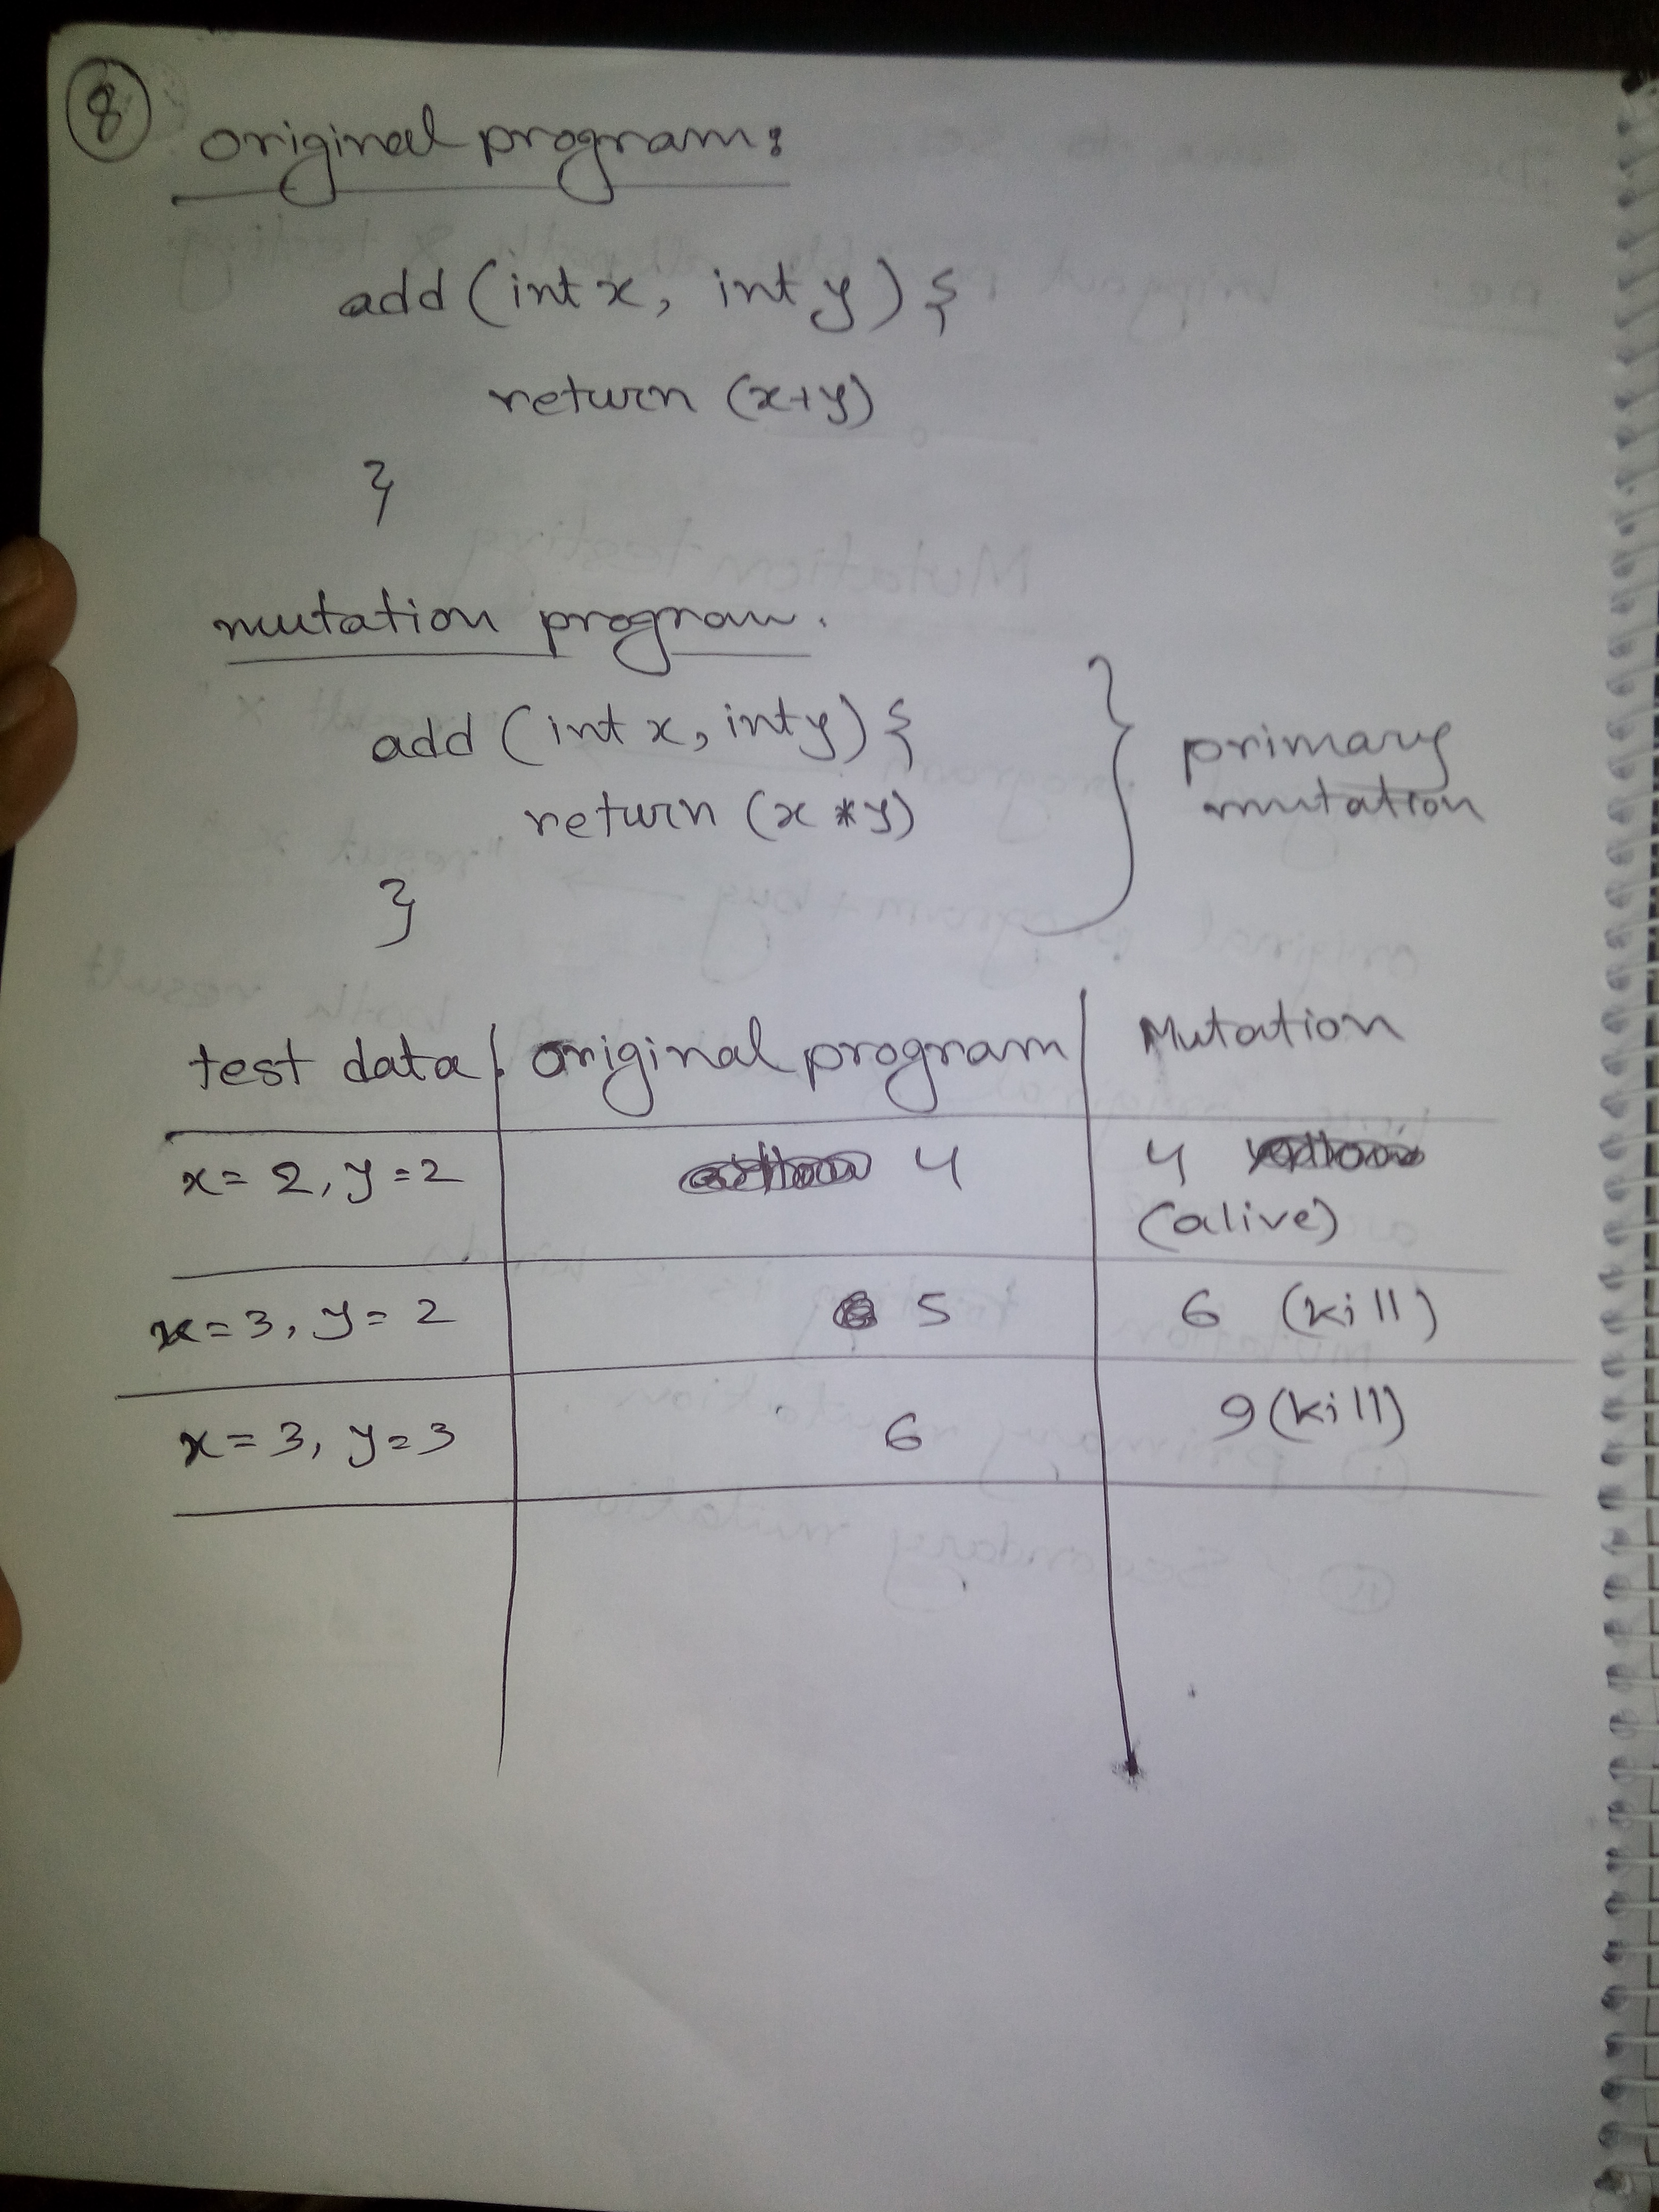 8
original program:
add (int x, int y) {
return (x+y)
}
mutation program.
add (int x, int y) {
return (x * y)
}
primary
mutation
test data original program Mutation
x = 2, y = 2 4 4
(alive)
x = 3, y = 2 5 6 (kill)
x = 3, y = 3 6 9 (kill)